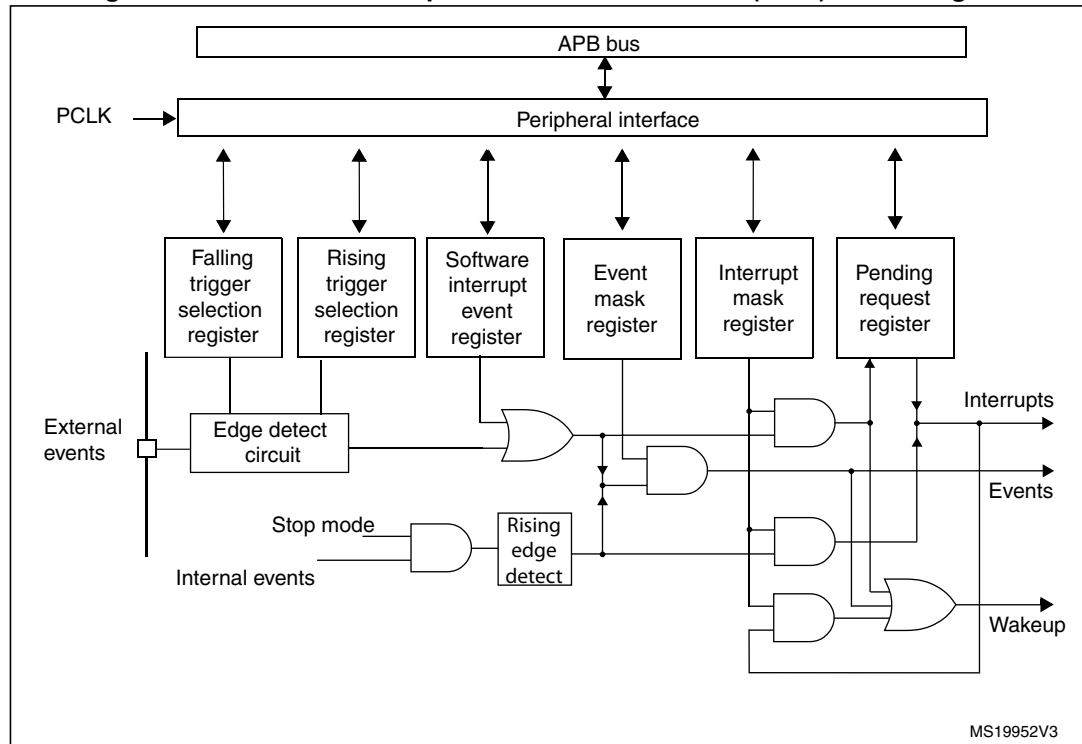 APB bus
PCLK
Peripheral interface
Falling
trigger
selection
register
Rising
trigger
selection
register
Software
interrupt
event
register
Event
mask
register
Interrupt
mask
register
Pending
request
register
External
events
Edge detect
circuit
Interrupts
Events
Stop mode
Internal events
Rising
edge
detect
Wakeup
MS19952V3